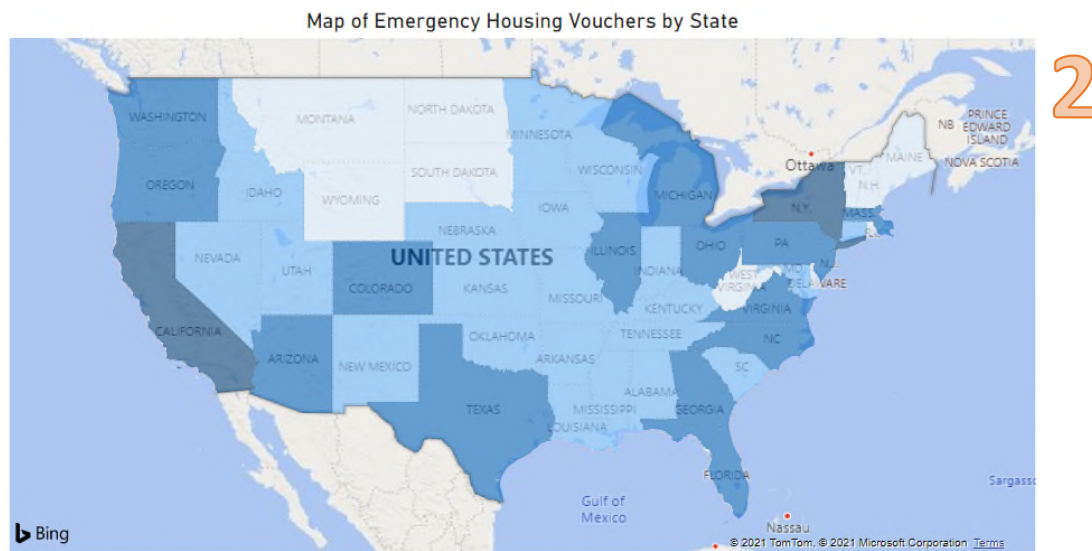 Map of Emergency Housing Vouchers by State
2
WASHINGTON
MONTANA
NORTH DAKOTA
MINNESOTA
Ottawa
NB
PRINCE
EDWARD
ISLAND
NOVA SCOTIA
MAINE
VT.
N.H.
OREGON
IDAHO
WYOMING
SOUTH DAKOTA
WISCONSIN
MICHIGAN
N.Y.
MASS
R.I.
IOWA
NEBRASKA
ILLINOIS
INDIANA
OHIO
PA
N.J.
NEVADA
UTAH
COLORADO
UNITED STATES
KANSAS
MISSOURI
WEST
VIRGINIA
MD
DELAWARE
KENTUCKY
VIRGINIA
CALIFORNIA
ARIZONA
NEW MEXICO
OKLAHOMA
ARKANSAS
TENNESSEE
NC
SC
TEXAS
LOUISIANA
MISSISSIPPI
ALABAMA
GEORGIA
FLORIDA
Gulf of
Mexico
Sargasso
Nassau
Bing
© 2021 TomTom, © 2021 Microsoft Corporation Terms